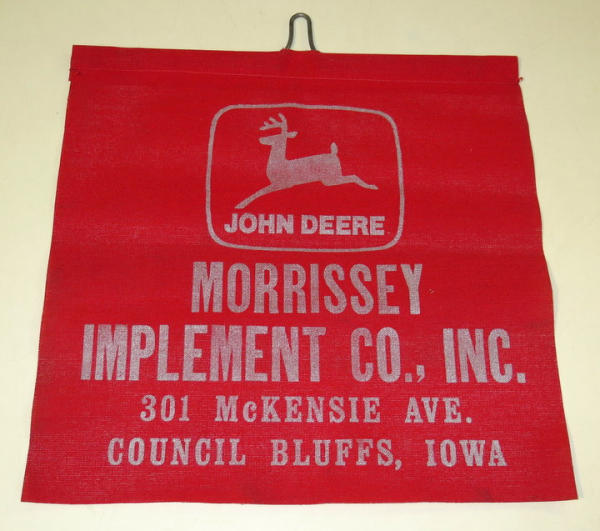 JOHN DEERE
MORRISSEY
IMPLEMENT CO., INC.
301 McKENSIE AVE.
COUNCIL BLUFFS, IOWA